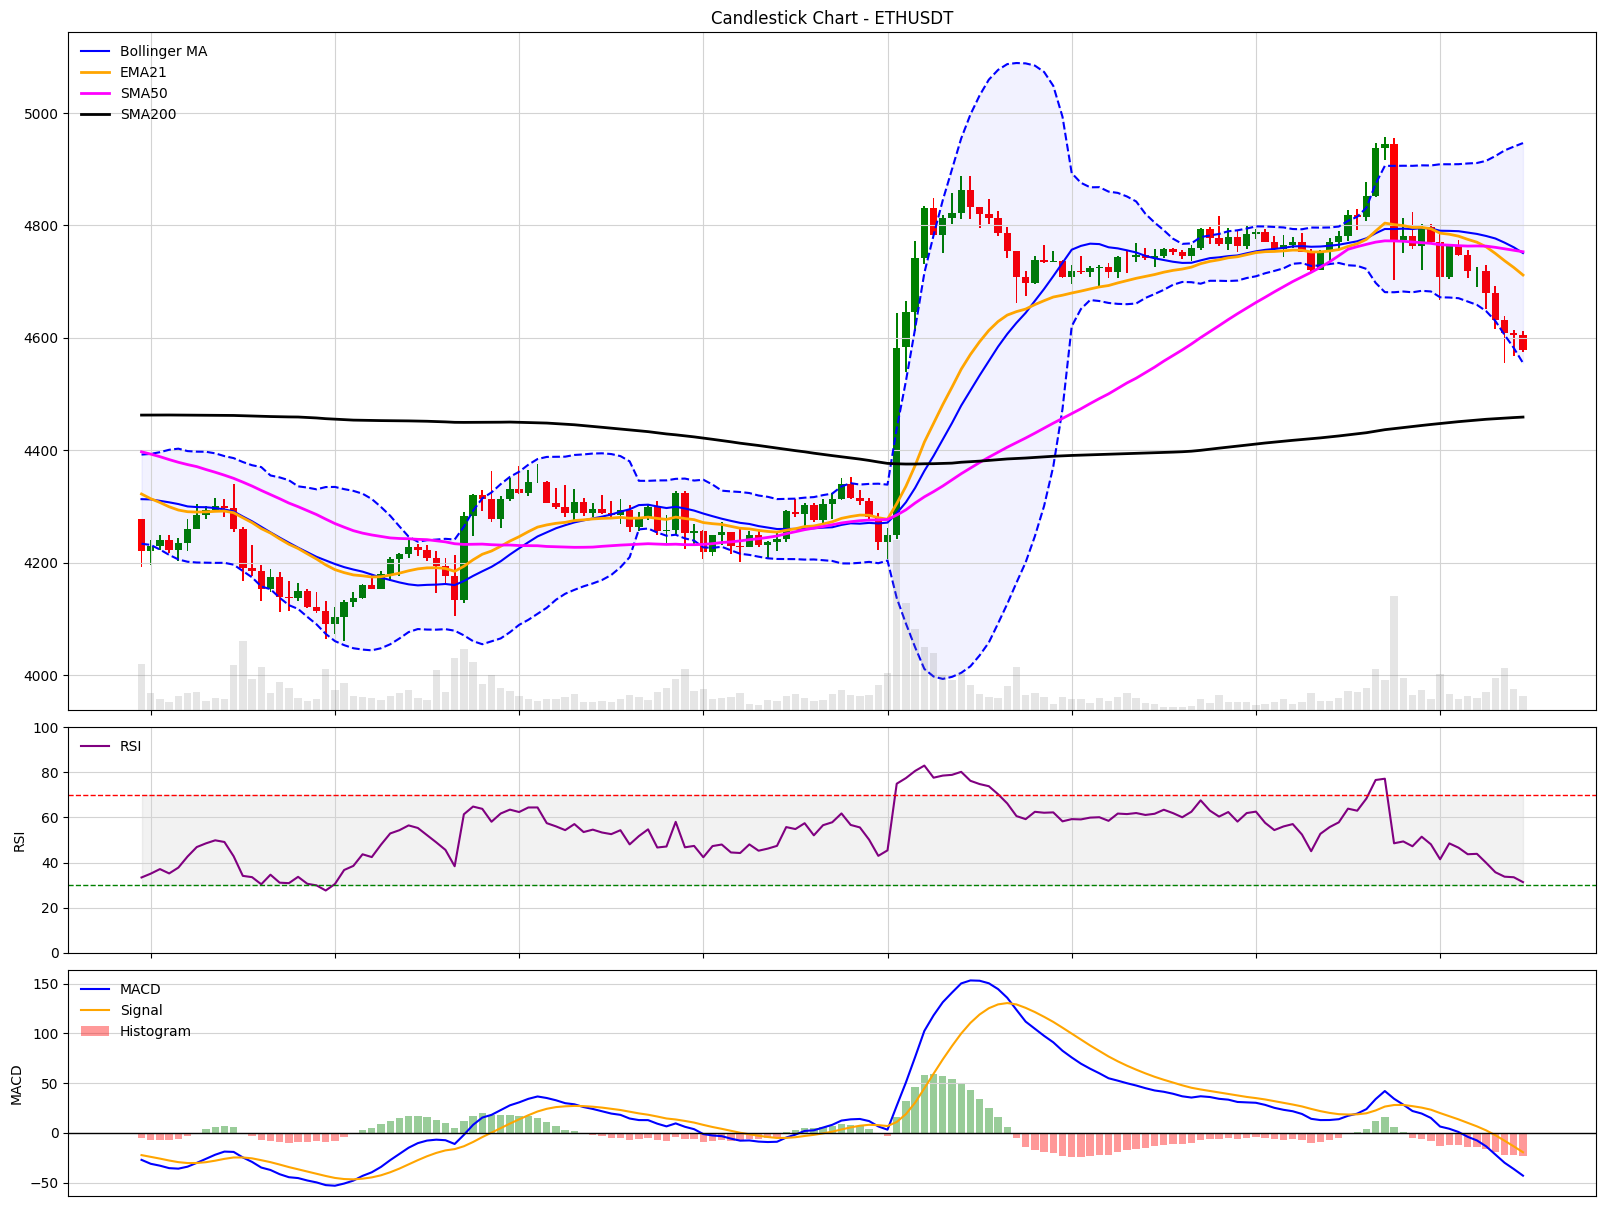 Candlestick Chart - ETHUSDT
Bollinger MA
EMA21
SMA50
SMA200
5000
4800
4600
4400
4200
4000
RSI
100
80
60
40
20
0
RSI
MACD
Signal
Histogram
150
100
50
0
−50
MACD